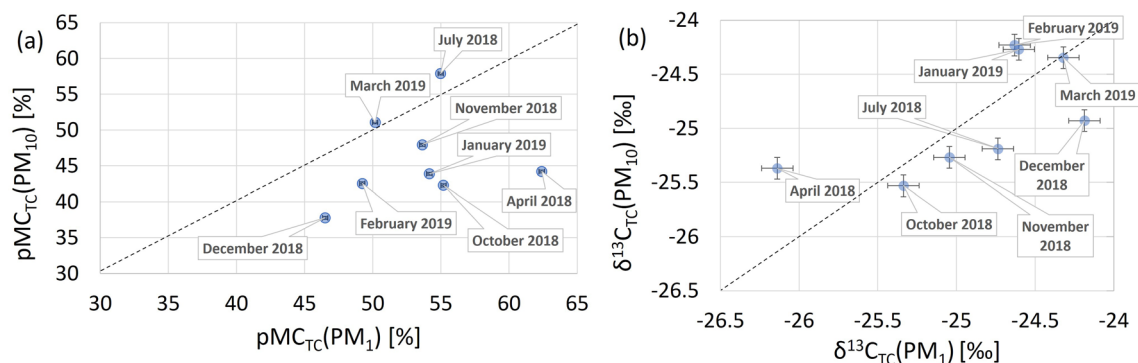 (a)
65
60
55
50
45
40
35
30
pMC_TC(PM_10) [%]
July 2018
March 2019
November 2018
January 2019
April 2018
February 2019
October 2018
December 2018
30 35 40 45 50 55 60 65
pMC_TC(PM_1) [%]
(b)
-24
-24.5
-25
-25.5
-26
-26.5
δ¹³C_TC(PM_10) [‰]
February 2019
January 2019
March 2019
July 2018
December
2018
April 2018
October 2018
November
2018
-26.5 -26 -25.5 -25 -24.5 -24
δ¹³C_TC(PM_1) [‰]